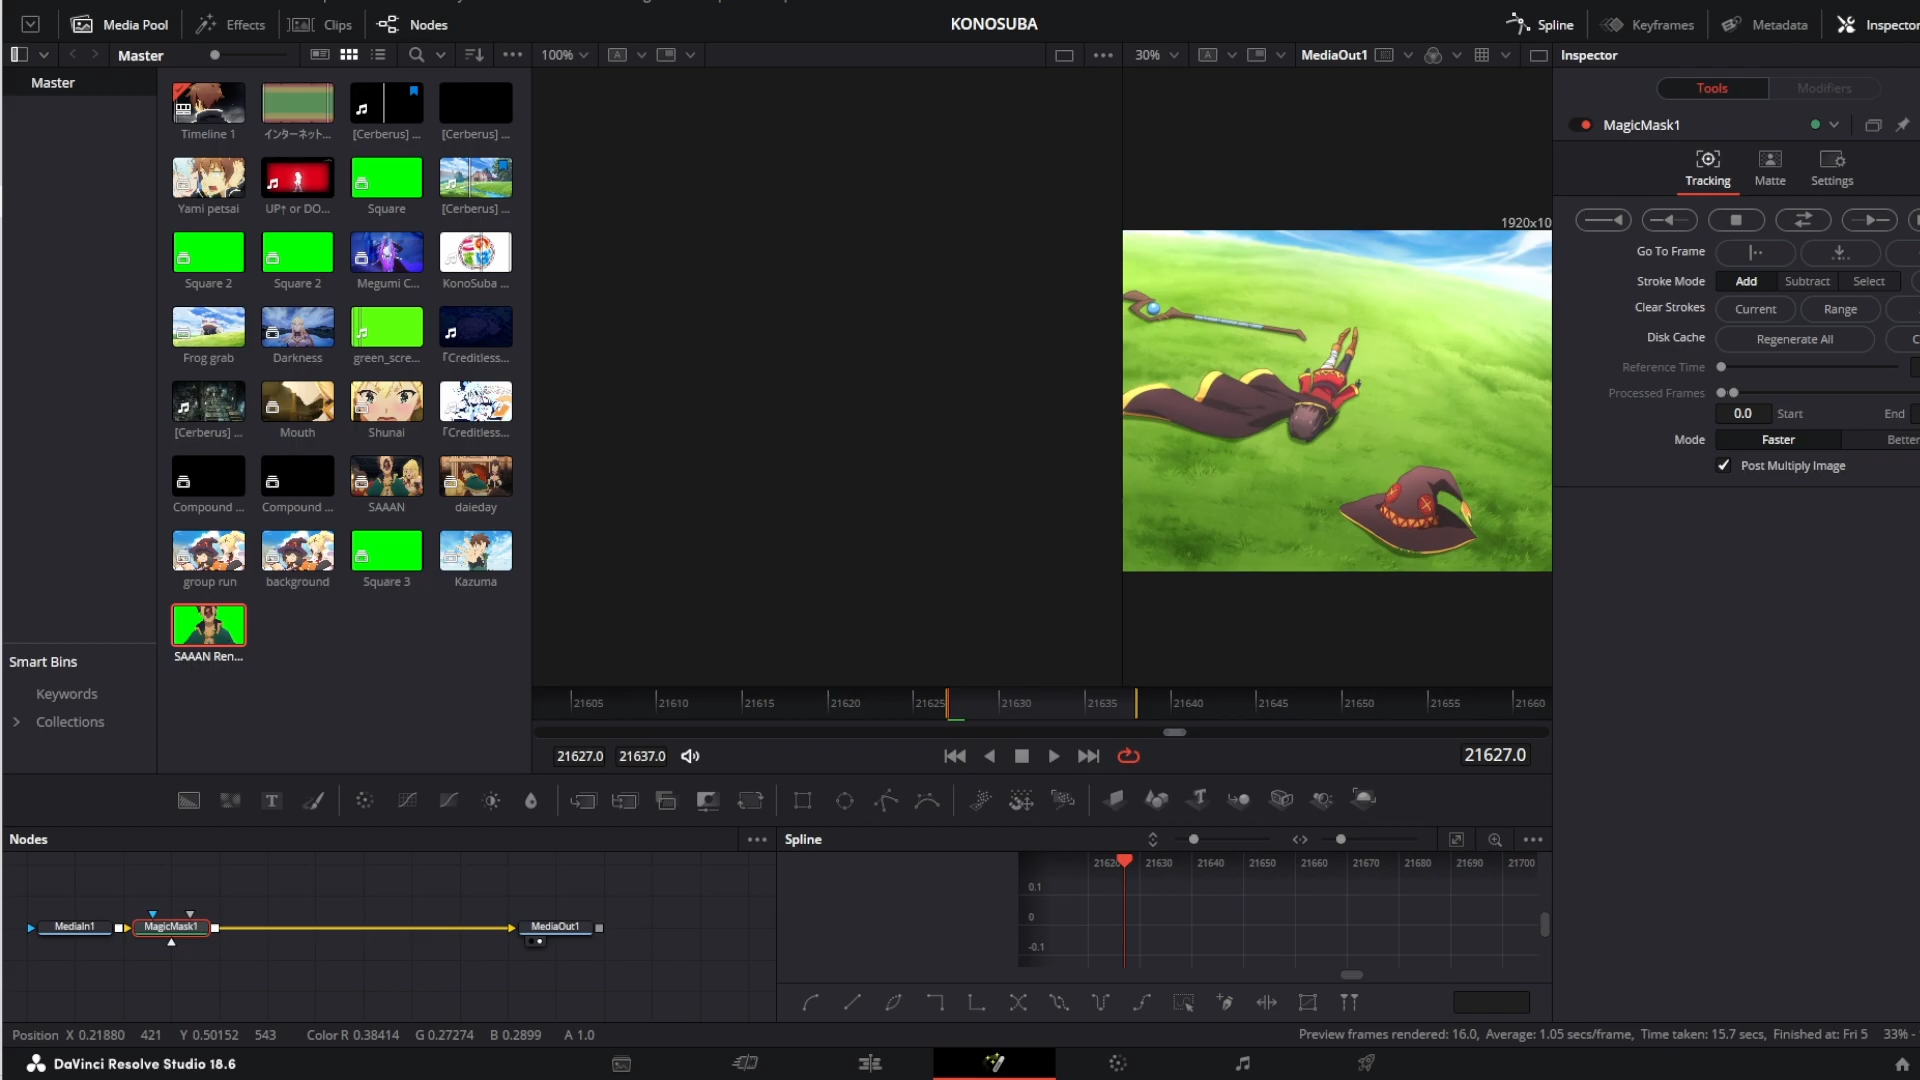 Media Pool
Effects
Clips
Nodes
KONOSUBA
Spline
Keyframes
Metadata
Inspector
Master
100%
30%
MediaOut1
Inspector
Master
Timeline 1
インターネット...
[Cerberus] ...
[Cerberus] ...
Yami petsai
UP↑ or DO...
Square
[Cerberus] ...
Square 2
Square 2
Megumi C...
KonoSuba ...
Frog grab
Darkness
green_scre...
「Creditless...
[Cerberus] ...
Mouth
Shunai
「Creditless...
Compound ...
Compound ...
SAAAN
daieday
group run
background
Square 3
Kazuma
SAAAN Ren...
Smart Bins
Keywords
Collections
1920x10
Tools
Modifiers
MagicMask1
Tracking
Matte
Settings
Go To Frame
Stroke Mode
Add
Subtract
Select
Clear Strokes
Current
Range
Disk Cache
Regenerate All
Reference Time
Processed Frames
0.0
Start
End
Mode
Faster
Better
Post Multiply Image
21605
21610
21615
21620
21625
21630
21635
21640
21645
21650
21655
21660
21627.0
21637.0
21627.0
Nodes
MediaIn1
MagicMask1
MediaOut1
Spline
21620
21630
21640
21650
21660
21670
21680
21690
21700
0.1
0
-0.1
Position X 0.21880 421 Y 0.50152 543 Color R 0.38414 G 0.27274 B 0.2899 A 1.0
Preview frames rendered: 16.0, Average: 1.05 secs/frame, Time taken: 15.7 secs, Finished at: Fri 5 33% -
DaVinci Resolve Studio 18.6